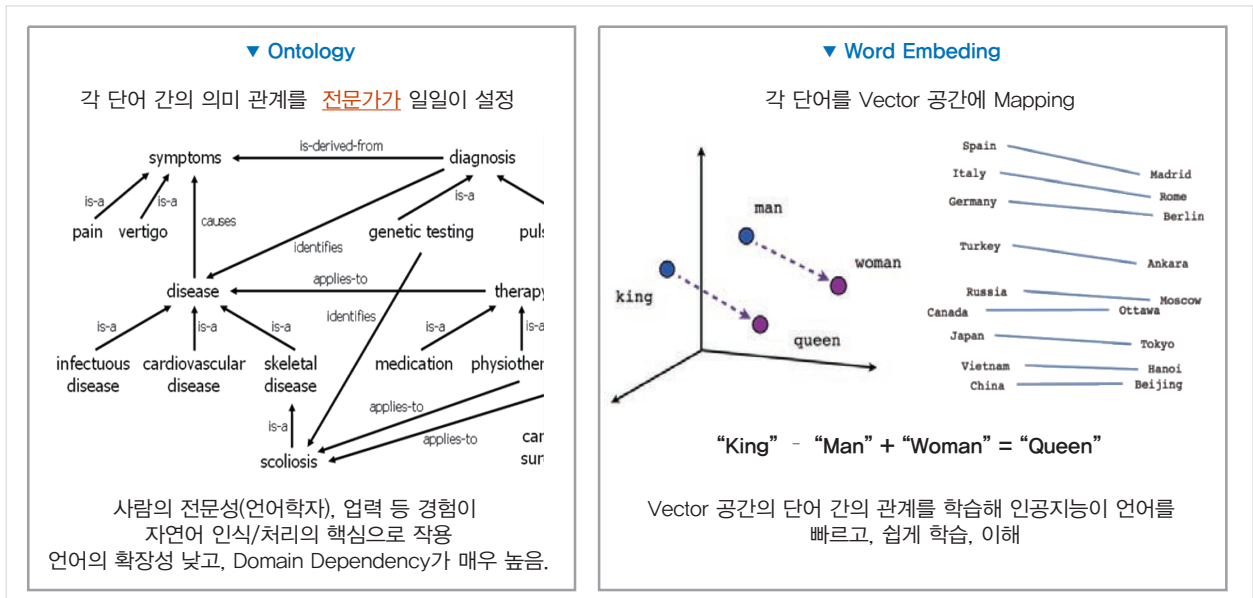 ▼ Ontology
각 단어 간의 의미 관계를 전문가가 일일이 설정
is-derived-from
symptoms
diagnosis
is-a
is-a
is-a
causes
pain
vertigo
genetic testing
puls
identifies
applies-to
disease
therapy
identifies
is-a
is-a
is-a
is-a
is-a
infectuous
disease
cardiovascular
disease
skeletal
disease
medication
physiother
applies-to
is-a
applies-to
scoliosis
car
sur
사람의 전문성(언어학자), 업력 등 경험이
자연어 인식/처리의 핵심으로 작용
언어의 확장성 낮고, Domain Dependency가 매우 높음.
▼ Word Embeding
각 단어를 Vector 공간에 Mapping
man
woman
king
queen
Spain
Madrid
Italy
Rome
Germany
Berlin
Turkey
Ankara
Russia
Moscow
Canada
Ottawa
Japan
Tokyo
Vietnam
Hanoi
China
Beijing
“King” - “Man” + “Woman” = “Queen”
Vector 공간의 단어 간의 관계를 학습해 인공지능이 언어를
빠르고, 쉽게 학습, 이해